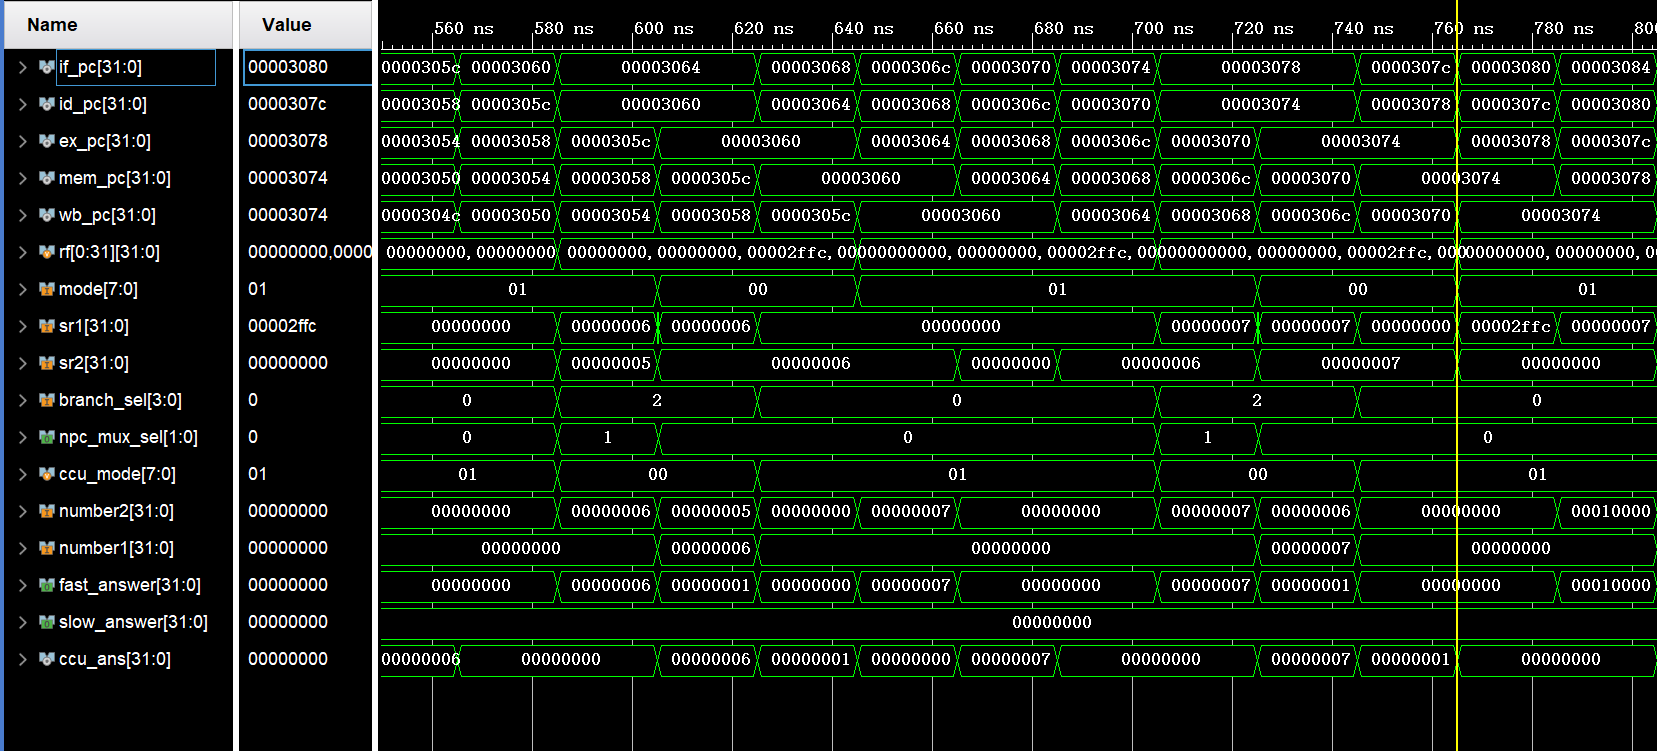 Name Value 560 ns 580 ns 600 ns 620 ns 640 ns 660 ns 680 ns 700 ns 720 ns 740 ns 760 ns 780 ns 800
if_pc[31:0] 00003080 0000305c 00003060 00003064 00003068 0000306c 00003070 00003074 00003078 0000307c 00003080 00003084
id_pc[31:0] 0000307c 00003058 0000305c 00003060 00003064 00003068 0000306c 00003070 00003074 00003078 0000307c 00003080
ex_pc[31:0] 00003078 00003054 00003058 0000305c 00003060 00003064 00003068 0000306c 00003070 00003074 00003078 0000307c
mem_pc[31:0] 00003074 00003050 00003054 00003058 0000305c 00003060 00003064 00003068 0000306c 00003070 00003074 00003078
wb_pc[31:0] 00003074 0000304c 00003050 00003054 00003058 0000305c 00003060 00003064 00003068 0000306c 00003070 00003074
rf[0:31][31:0] 00000000,0000 00000000,00000000 00000000,00000000,00002ffc,00 00000000,00000000,00002ffc,00 00000000,00000000,00002ffc,000 00000000,00000000,0
mode[7:0] 01 01 00 01 00 01
sr1[31:0] 00002ffc 00000000 00000006 00000006 00000000 00000007 00000007 00000000 00002ffc 00000007
sr2[31:0] 00000000 00000000 00000005 00000006 00000000 00000006 00000007 00000000
branch_sel[3:0] 0 0 2 0 2 0
npc_mux_sel[1:0] 0 0 1 0 1 0
ccu_mode[7:0] 01 01 00 01 00 01
number2[31:0] 00000000 00000000 00000006 00000005 00000000 00000007 00000000 00000007 00000006 00000000 00010000
number1[31:0] 00000000 00000000 00000006 00000000 00000007 00000000
fast_answer[31:0] 00000000 00000000 00000006 00000001 00000000 00000007 00000000 00000007 00000001 00000000 00010000
slow_answer[31:0] 00000000 00000000
ccu_ans[31:0] 00000000 00000006 00000000 00000006 00000001 00000000 00000007 00000000 00000007 00000001 00000000